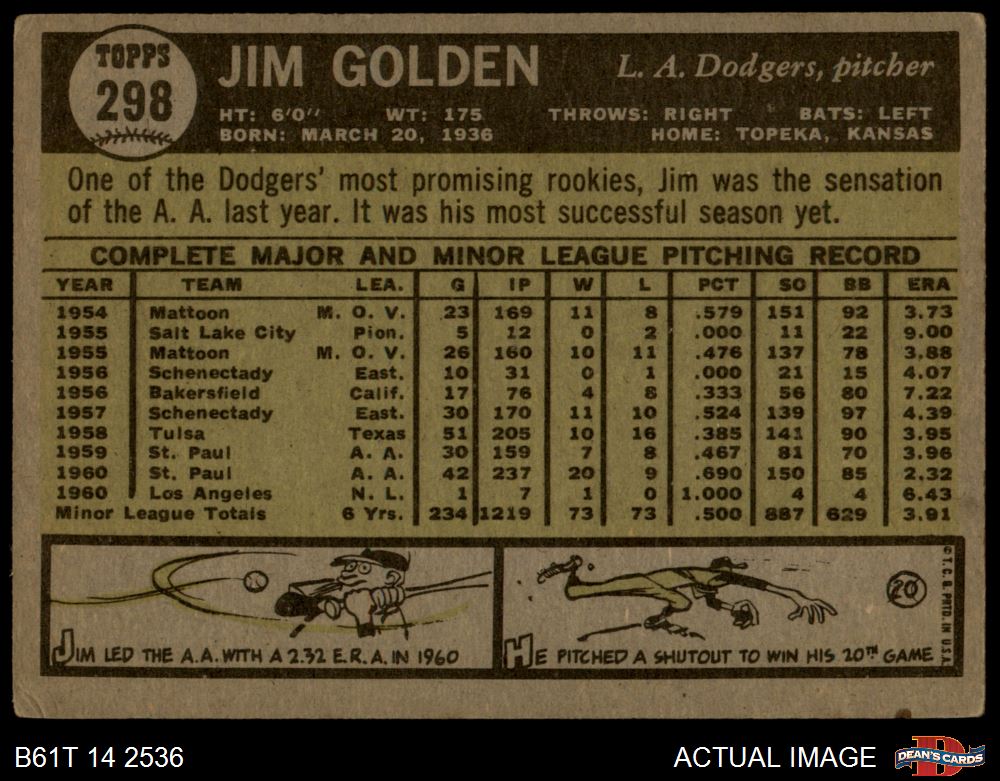 TOPPS
298
JIM GOLDEN
L. A. Dodgers, pitcher
HT: 6'0" WT: 175 THROWS: RIGHT BATS: LEFT
BORN: MARCH 20, 1936 HOME: TOPEKA, KANSAS
One of the Dodgers' most promising rookies, Jim was the sensation
of the A. A. last year. It was his most successful season yet.
COMPLETE MAJOR AND MINOR LEAGUE PITCHING RECORD
YEAR TEAM LEA. G IP W L PCT SO BB ERA
1954 Mattoon M. O. V. 23 169 11 8 .579 151 92 3.73
1955 Salt Lake City Pion. 5 12 0 2 .000 11 22 9.00
1955 Mattoon M. O. V. 26 160 10 11 .476 137 78 3.88
1956 Schenectady East. 10 31 0 1 .000 21 15 4.07
1956 Bakersfield Calif. 17 76 4 8 .333 56 80 7.22
1957 Schenectady East. 30 170 11 10 .524 139 97 4.39
1958 Tulsa Texas 51 205 10 16 .385 141 90 3.95
1959 St. Paul A. A. 30 159 7 8 .467 81 70 3.96
1960 St. Paul A. A. 42 237 20 9 .690 150 85 2.32
1960 Los Angeles N. L. 1 7 1 0 1.000 4 4 6.43
Minor League Totals 6 Yrs. 234 1219 73 73 .500 887 629 3.91
JIM LED THE A.A. WITH A 2.32 E.R.A. IN 1960
20
HE PITCHED A SHUTOUT TO WIN HIS 20TH GAME
© T. C. G. PRTD. IN U.S.A.
B61T 14 2536
ACTUAL IMAGE
D
DEAN'S CARDS